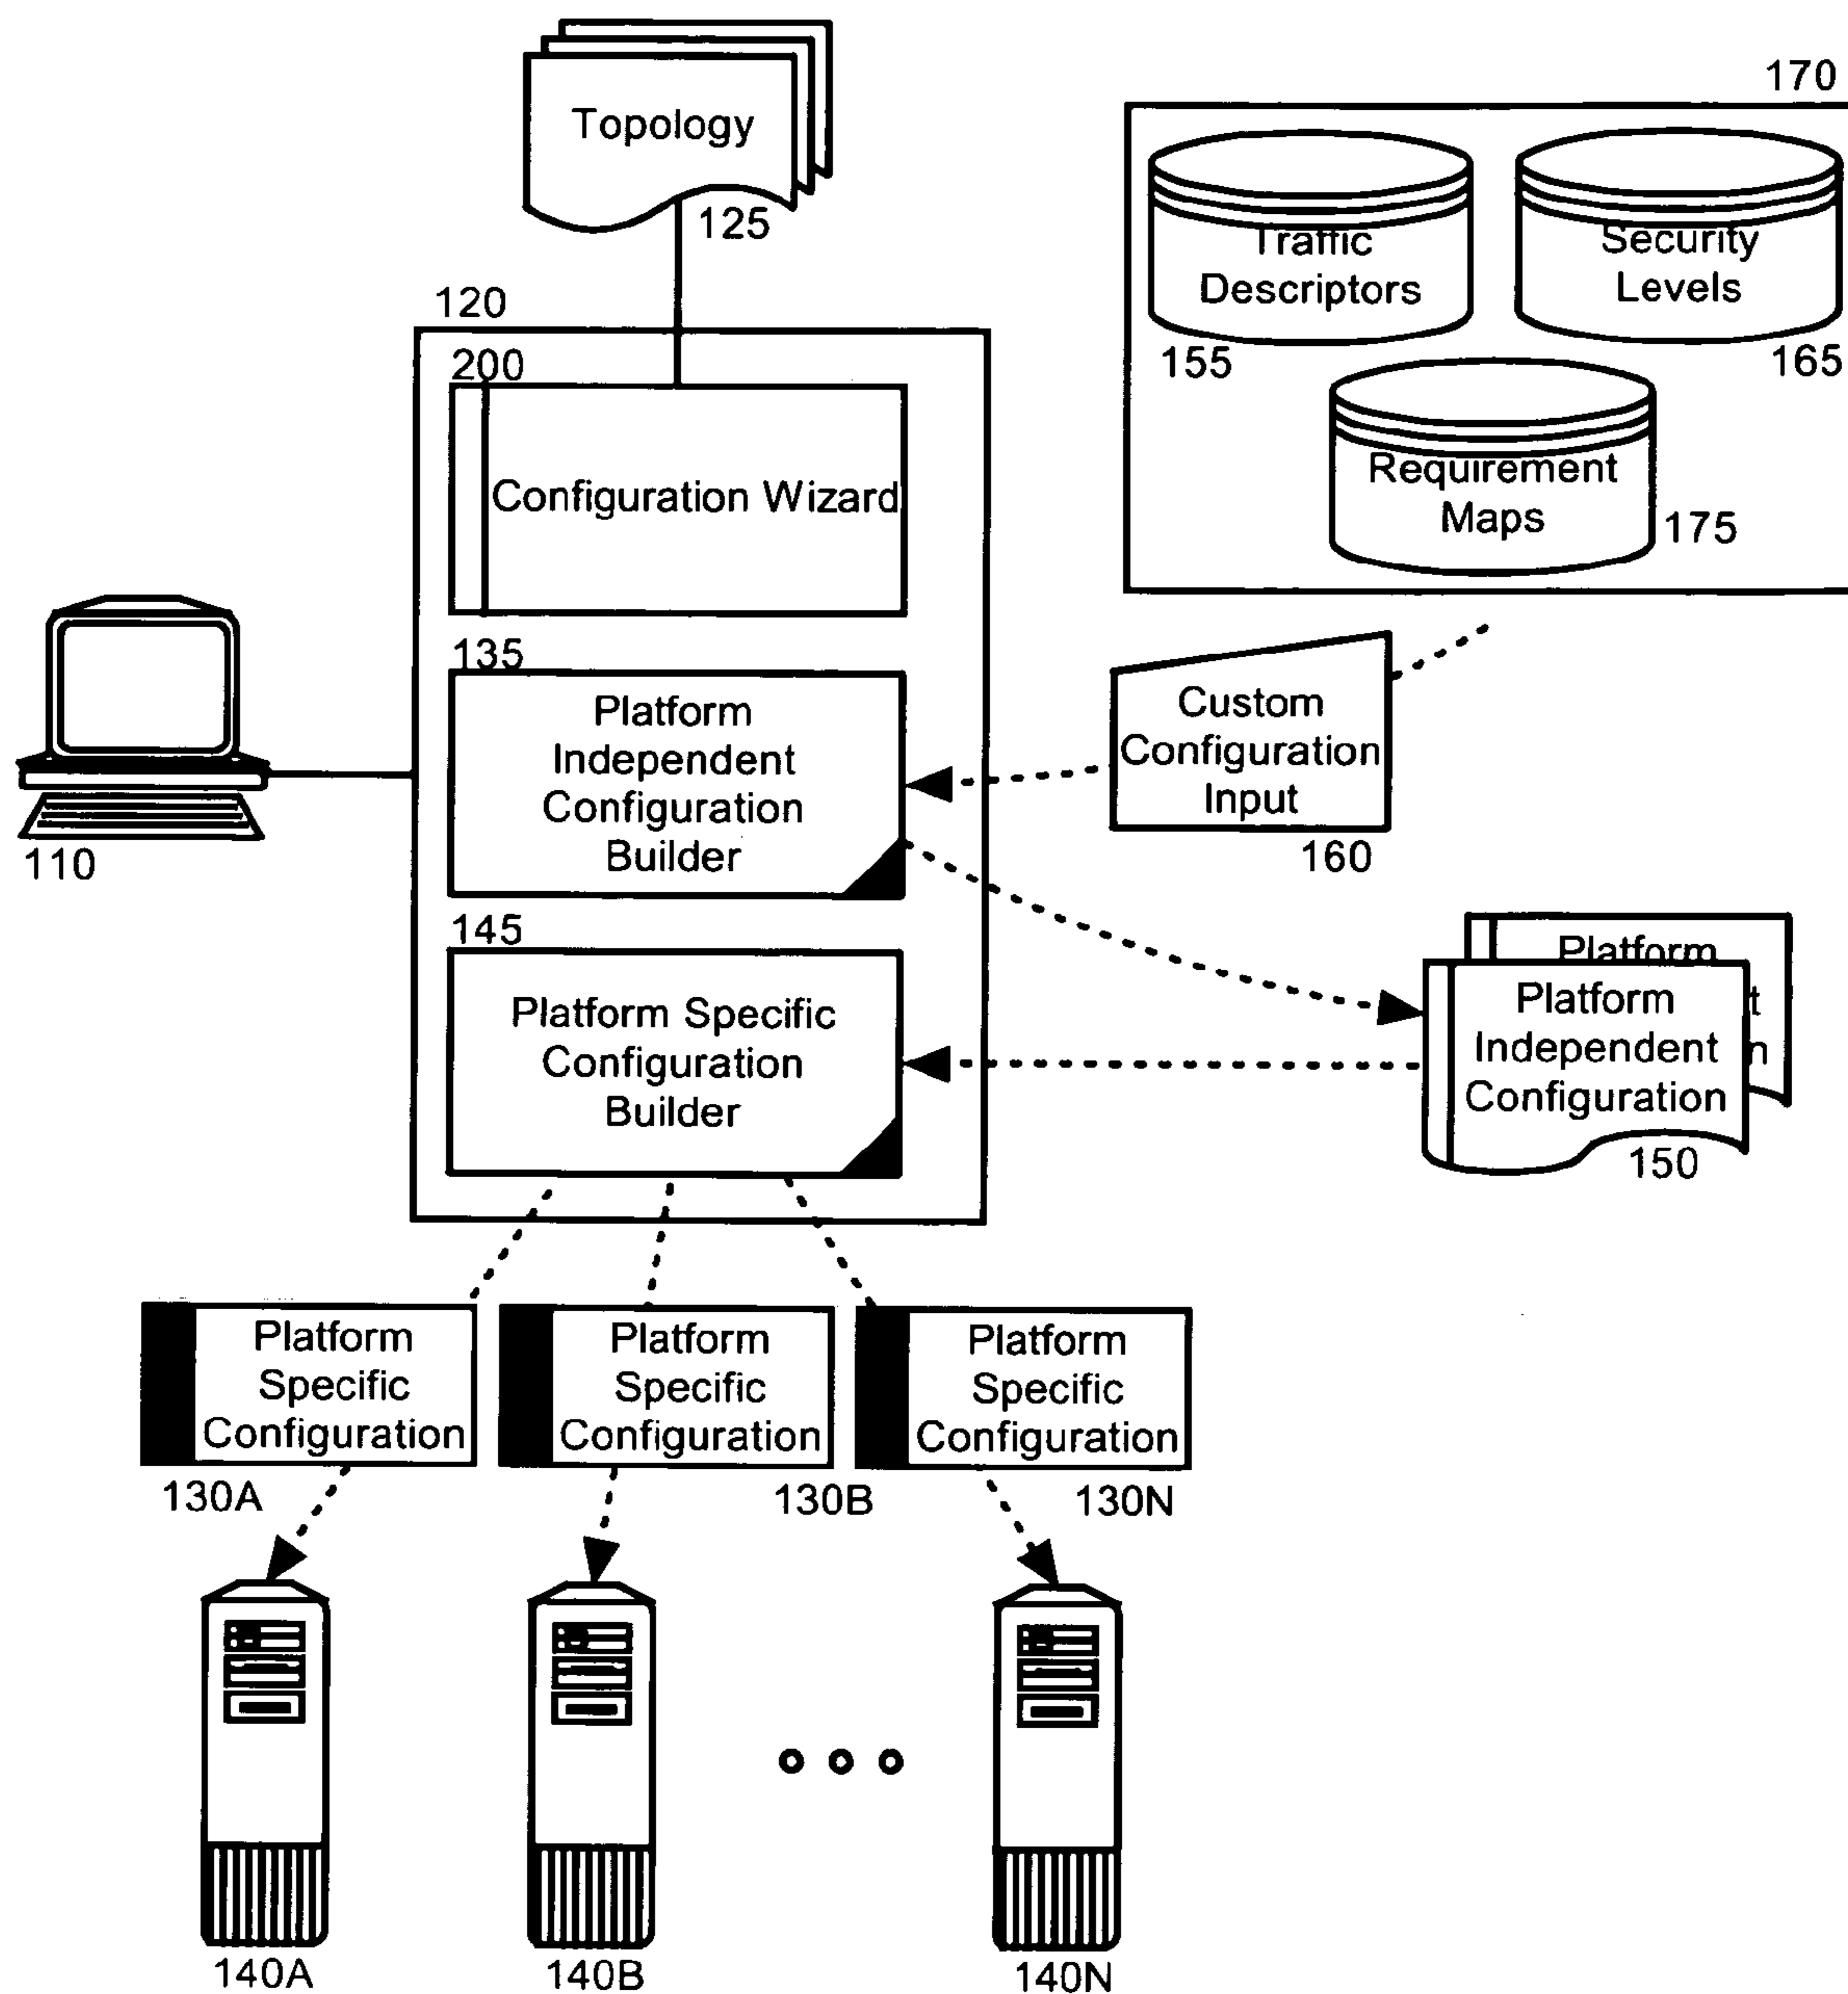 Topology
125
170
Traffic
Descriptors
155
Security
Levels
165
Requirement
Maps
175
120
200
Configuration Wizard
135
Platform
Independent
Configuration
Builder
145
Platform Specific
Configuration
Builder
110
Custom
Configuration
Input
160
Platform
t
n
Platform
Independent
Configuration
150
Platform
Specific
Configuration
130A
Platform
Specific
Configuration
130B
Platform
Specific
Configuration
130N
140A
140B
140N